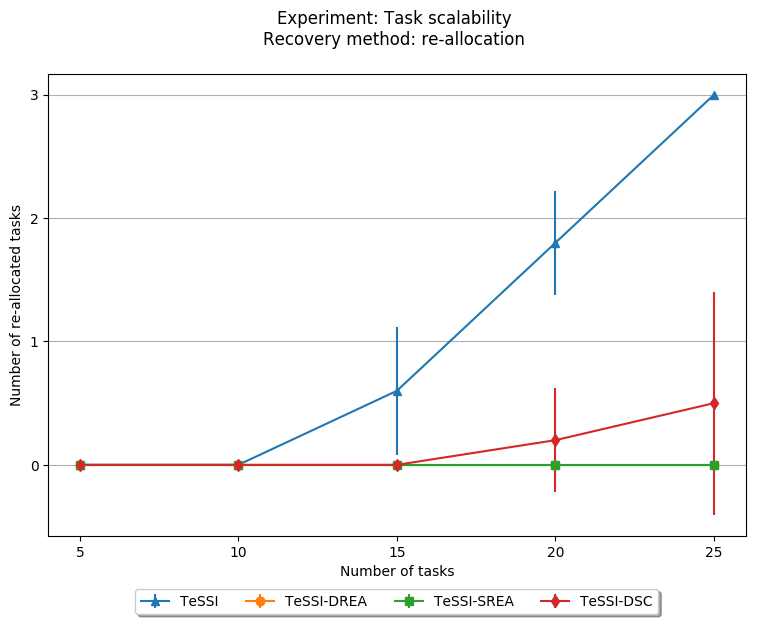 Experiment: Task scalability
Recovery method: re-allocation
Number of re-allocated tasks
3
2
1
0
5 10 15 20 25
Number of tasks
TeSSI TeSSI-DREA TeSSI-SREA TeSSI-DSC